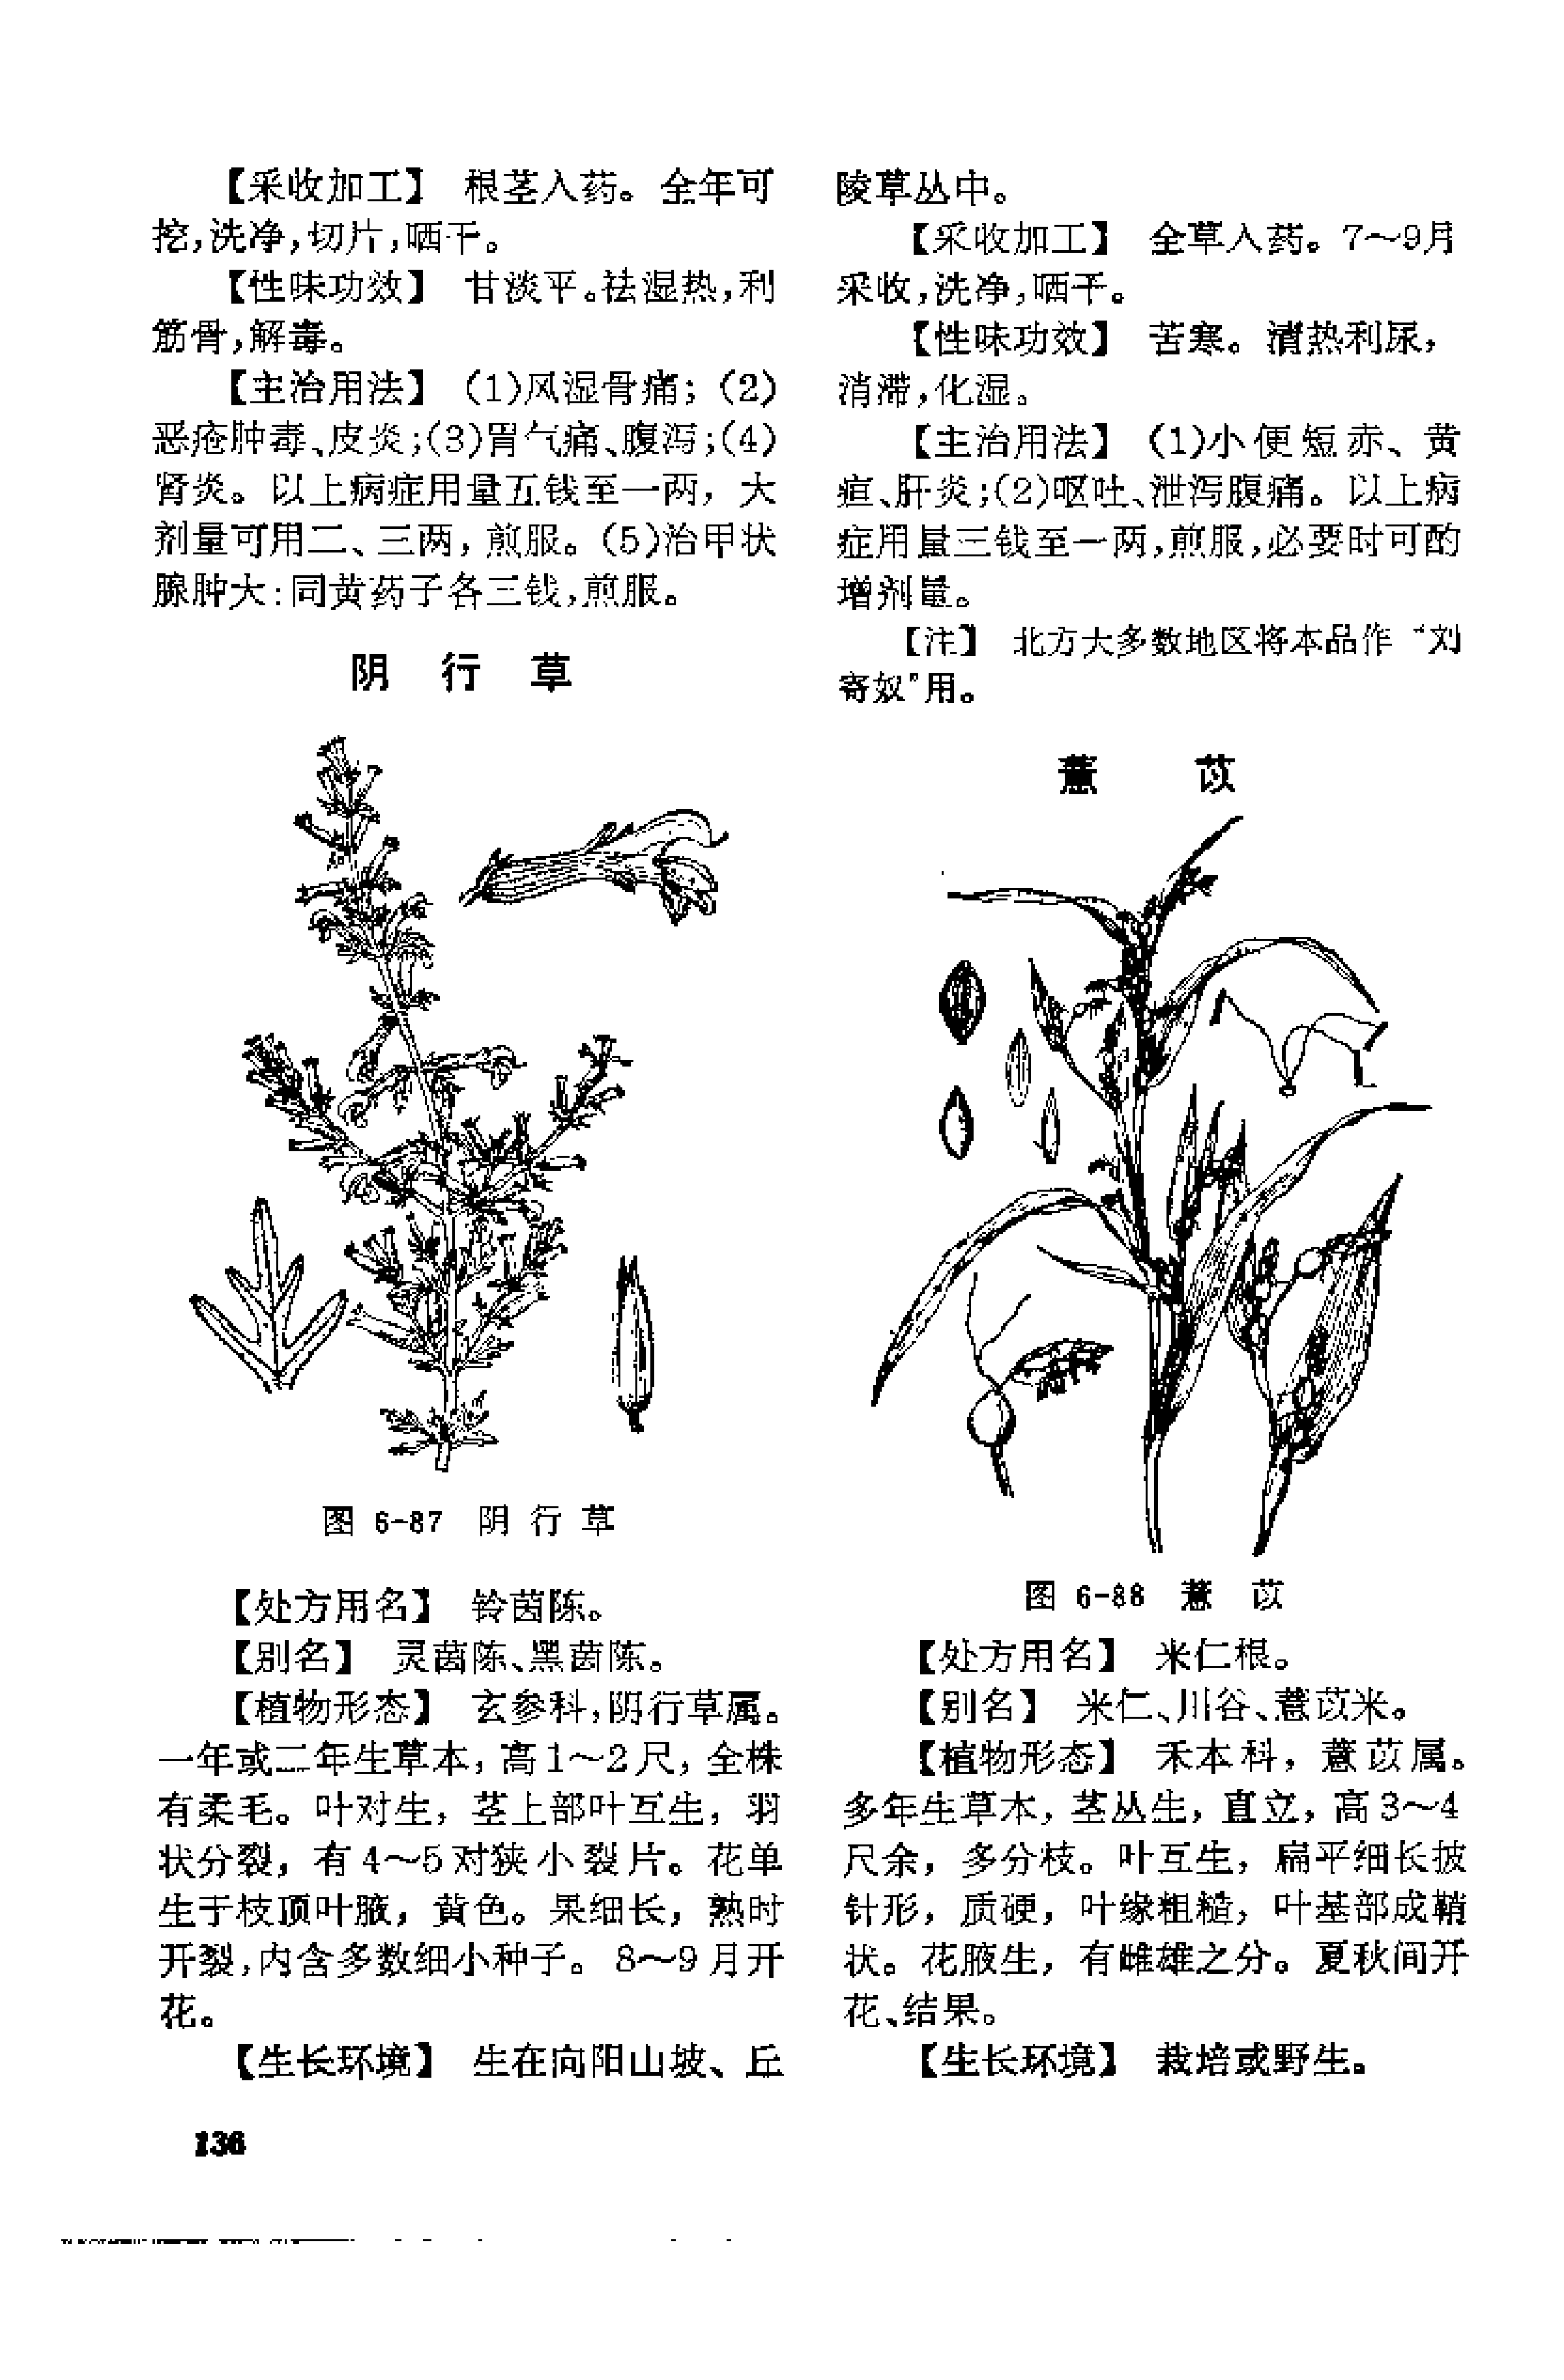 【采收加工】 根茎入药。全年可
挖,洗净,切片,晒干。
【性味功效】 甘淡平。祛湿热,利
筋骨,解毒。
【主治用法】 (1)风湿骨痛；(2)
恶疮肿毒、皮炎;(3)胃气痛、腹泻;(4)
肾炎。以上病症用量五钱至一两，大
剂量可用二、三两，煎服。(5)治甲状
腺肿大:同黄药子各三钱,煎服。
阴 行 草
图 6-87 阴 行 草
【处方用名】 铃茵陈。
【别名】 灵茵陈、黑茵陈。
【植物形态】 玄参科,阴行草属。
一年或二年生草本，高1～2尺，全株
有柔毛。叶对生，茎上部叶互生，羽
状分裂，有4～5对狭小裂片。花单
生于枝顶叶腋，黄色。果细长，熟时
开裂,内含多数细小种子。8～9月开
花。
【生长环境】 生在向阳山坡、丘
陵草丛中。
【采收加工】 全草入药。7～9月
采收,洗净,晒干。
【性味功效】 苦寒。清热利尿，
消滞,化湿。
【主治用法】 (1)小便短赤、黄
疸、肝炎;(2)呕吐、泄泻腹痛。以上病
症用量三钱至一两,煎服,必要时可酌
增剂量。
【注】 北方大多数地区将本品作“刘
寄奴”用。
薏 苡
图 6-88 薏 苡
【处方用名】 米仁根。
【别名】 米仁、川谷、薏苡米。
【植物形态】 禾本科，薏苡属。
多年生草本，茎丛生，直立，高3～4
尺余，多分枝。叶互生，扁平细长披
针形，质硬，叶缘粗糙，叶基部成鞘
状。花腋生，有雌雄之分。夏秋间开
花、结果。
【生长环境】 栽培或野生。
136